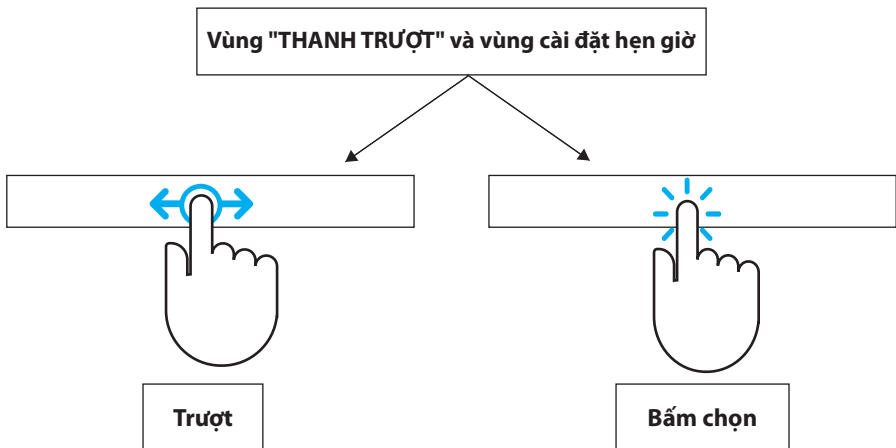 Vùng "THANH TRƯỢT" và vùng cài đặt hẹn giờ
Trượt
Bấm chọn